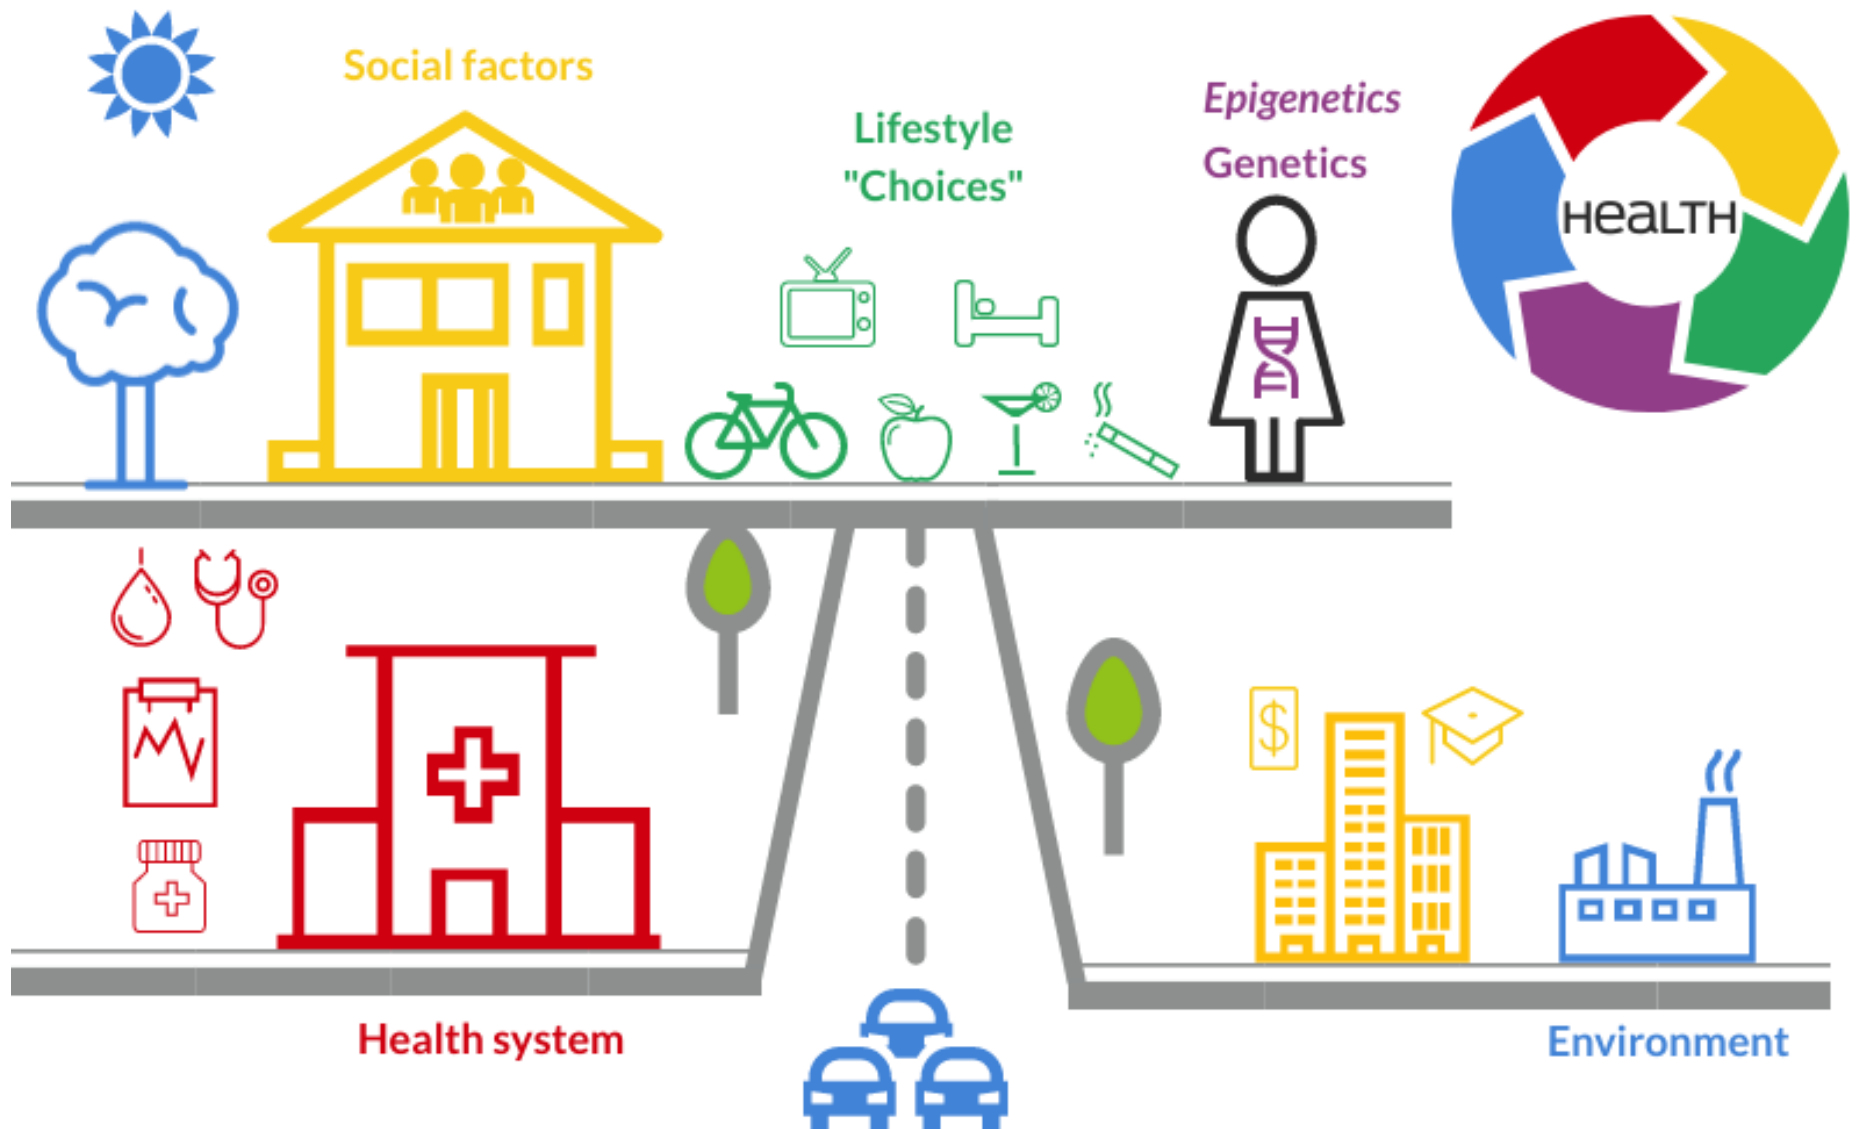 Social factors
Lifestyle
"Choices"
Epigenetics
Genetics
HeaLTH
$
Health system
Environment